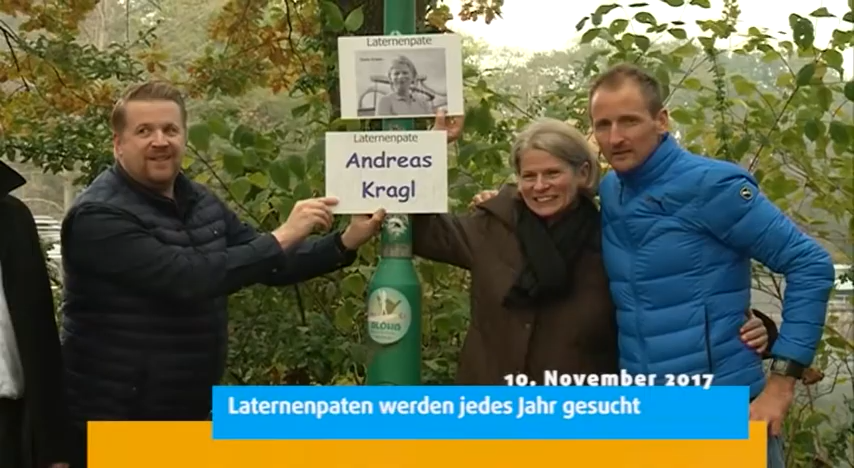 Laternenpate
Laternenpate
Andreas
Kragl
10. November 2017
Laternenpaten werden jedes Jahr gesucht